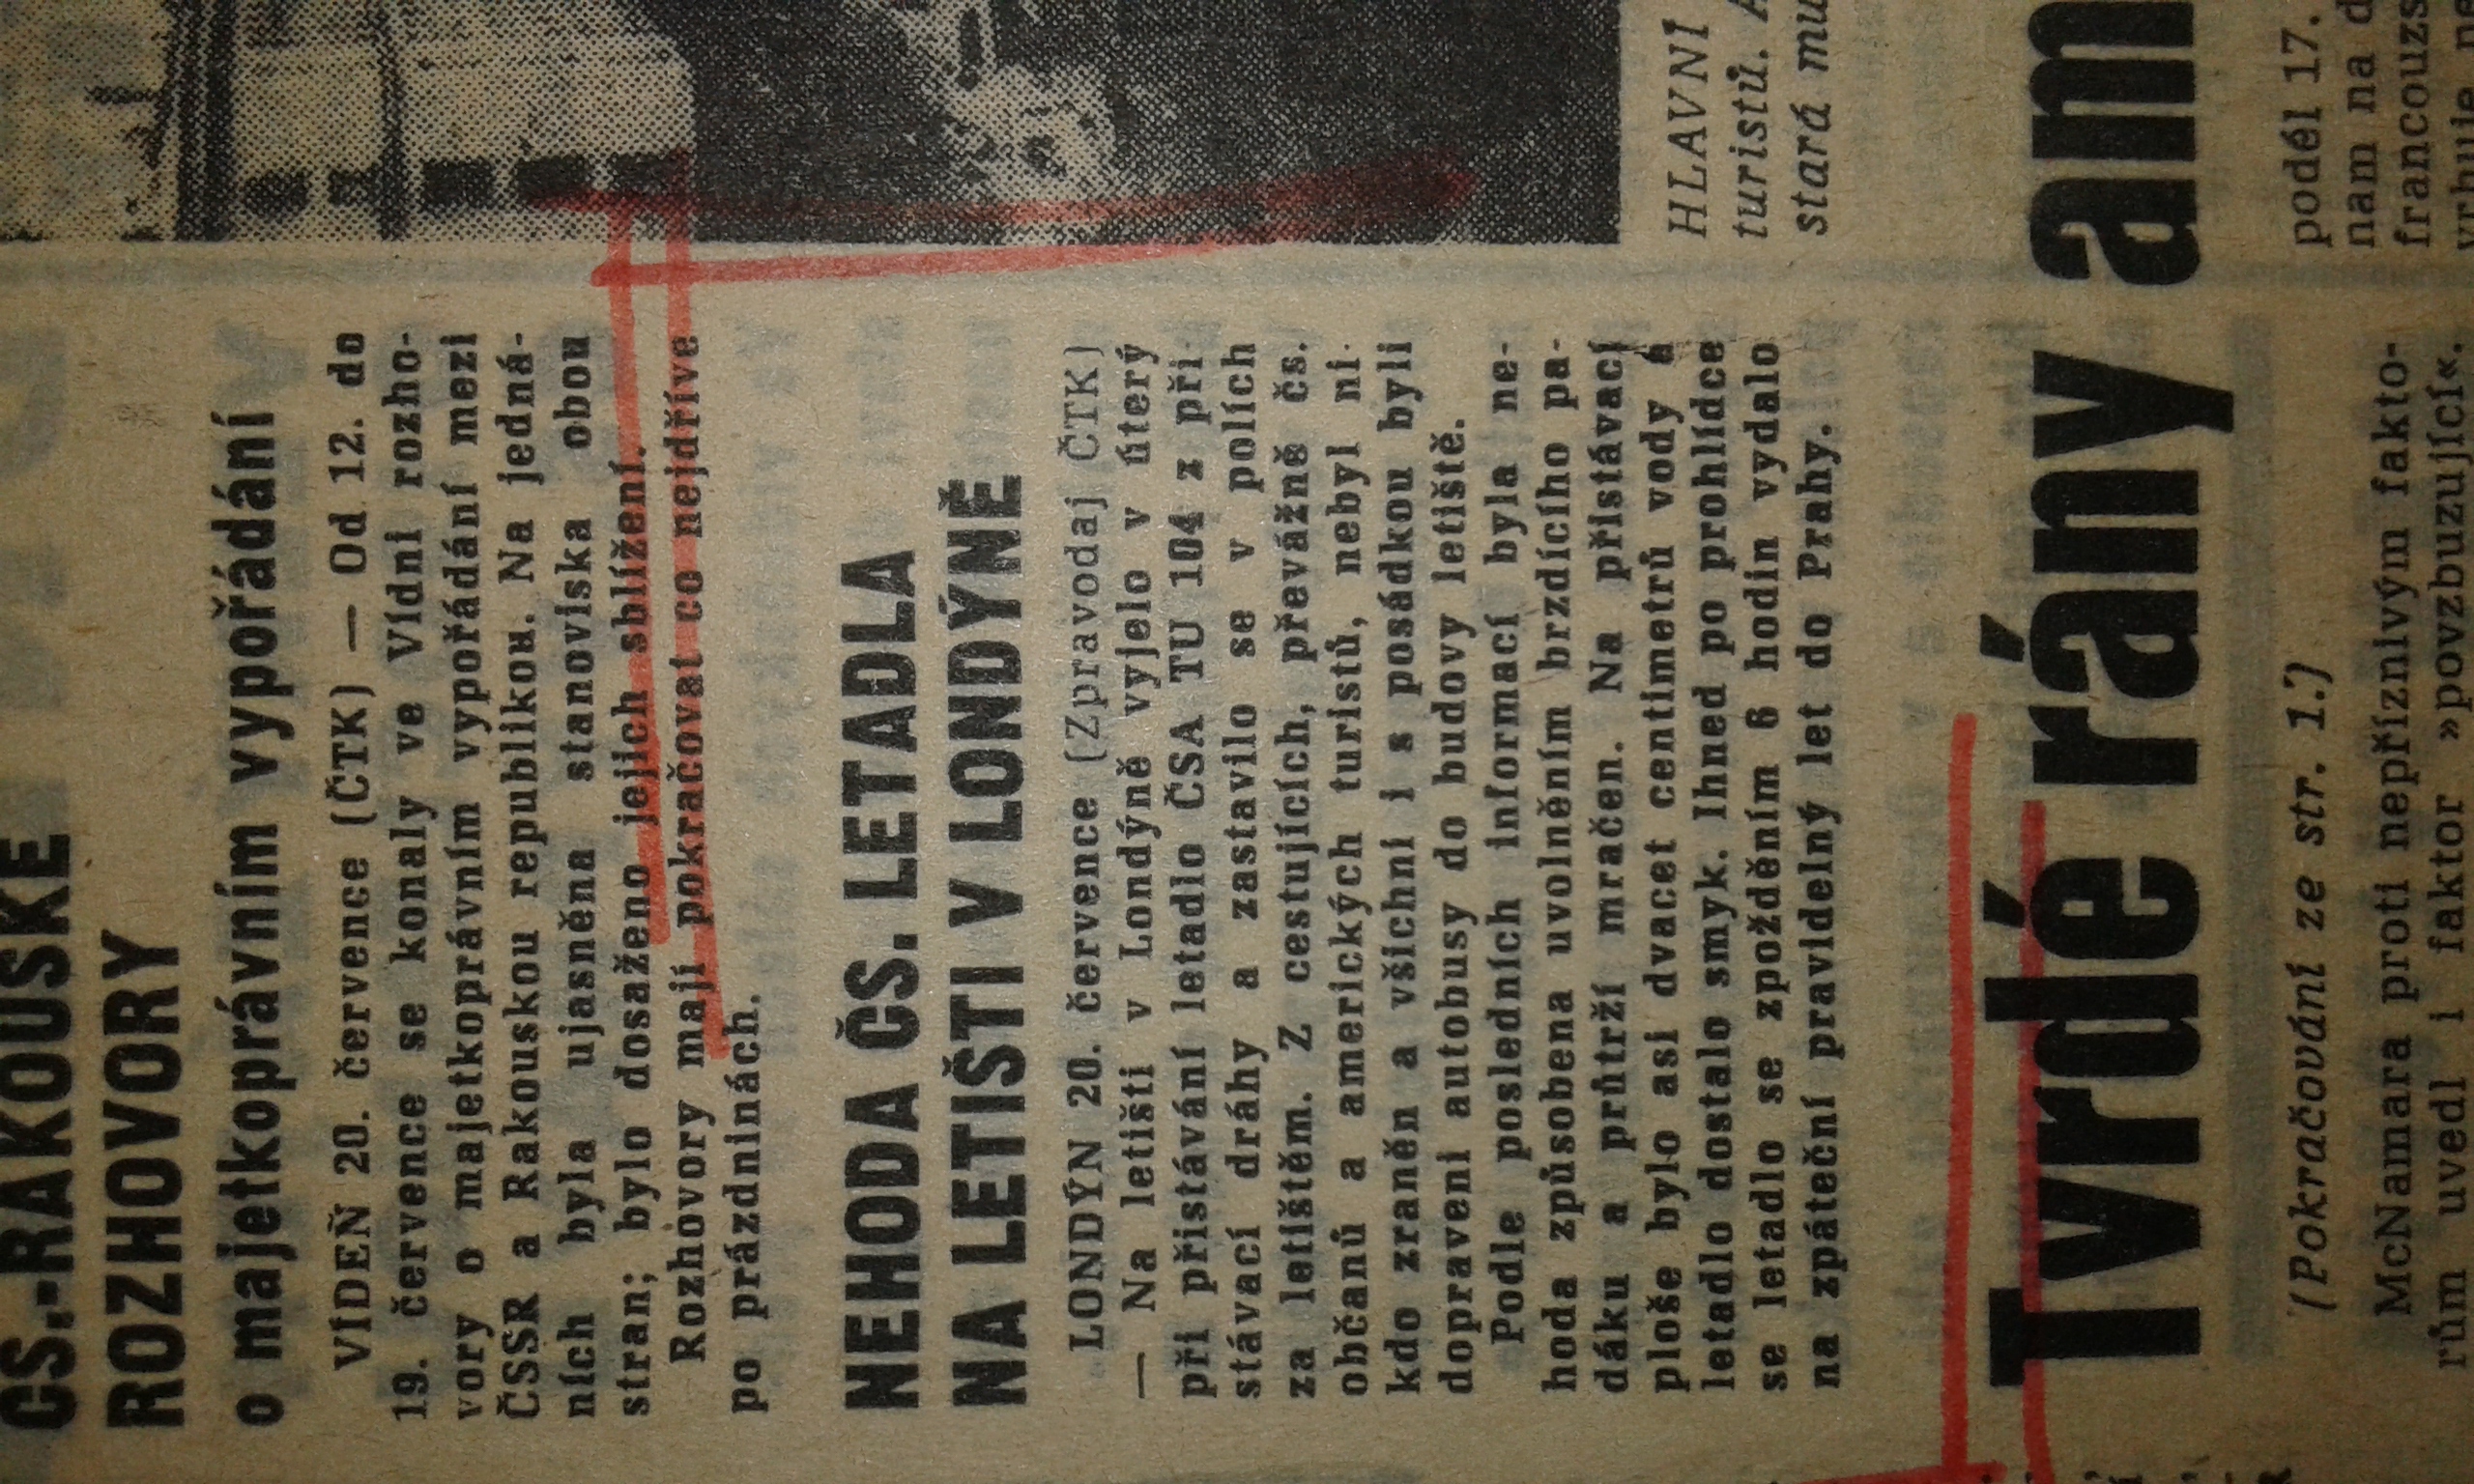 ČS.-RAKOUSKÉ
ROZHOVORY
o majetkoprávním vypořádání
VÍDEŇ 20. července (ČTK) — Od 12. do
19. července se konaly ve Vídni rozho-
vory o majetkoprávním vypořádání mezi
ČSSR a Rakouskou republikou. Na jedná-
ních byla ujasněna stanoviska obou
stran; bylo dosaženo jejich sblížení.
Rozhovory mají pokračovat co nejdříve
po prázdninách.
NEHODA ČS. LETADLA
NA LETIŠTI V LONDÝNĚ
LONDÝN 20. července (Zpravodaj ČTK)
— Na letišti v Londýně vyjelo v úterý
při přistávání letadlo ČSA TU 104 z při-
stávací dráhy a zastavilo se v polích
za letištěm. Z cestujících, převážně čs.
občanů a amerických turistů, nebyl ni-
kdo zraněn a všichni i s posádkou byli
dopraveni autobusy do budovy letiště.
Podle posledních informací byla ne-
hoda způsobena uvolněním brzdícího pa-
dáku a průtrží mračen. Na přistávací
ploše bylo asi dvacet centimetrů vody a
letadlo dostalo smyk. Ihned po prohlídce
se letadlo se zpožděním 6 hodin vydalo
na zpáteční pravidelný let do Prahy.
HLAVNÍ
turistů. A
stará mu
Tvrdé rány am
(Pokračování ze str. 1.)
McNamara proti nepříznivým fakto-
rům uvedl i faktor »povzbuzující«.
poděl 17.
nam na d
francouzs
vrhule ne